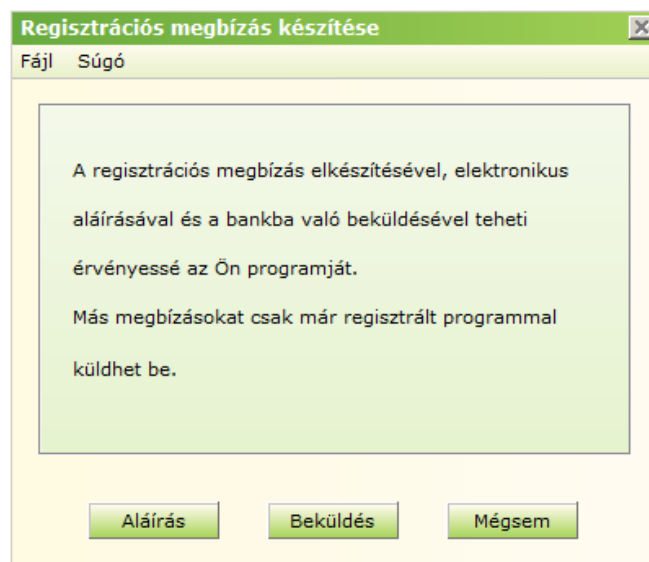 Regisztrációs megbízás készítése
Fájl Súgó
A regisztrációs megbízás elkészítésével, elektronikus
aláírásával és a bankba való beküldésével teheti
érvényessé az Ön programját.
Más megbízásokat csak már regisztrált programmal
küldhet be.
Aláírás Beküldés Mégsem